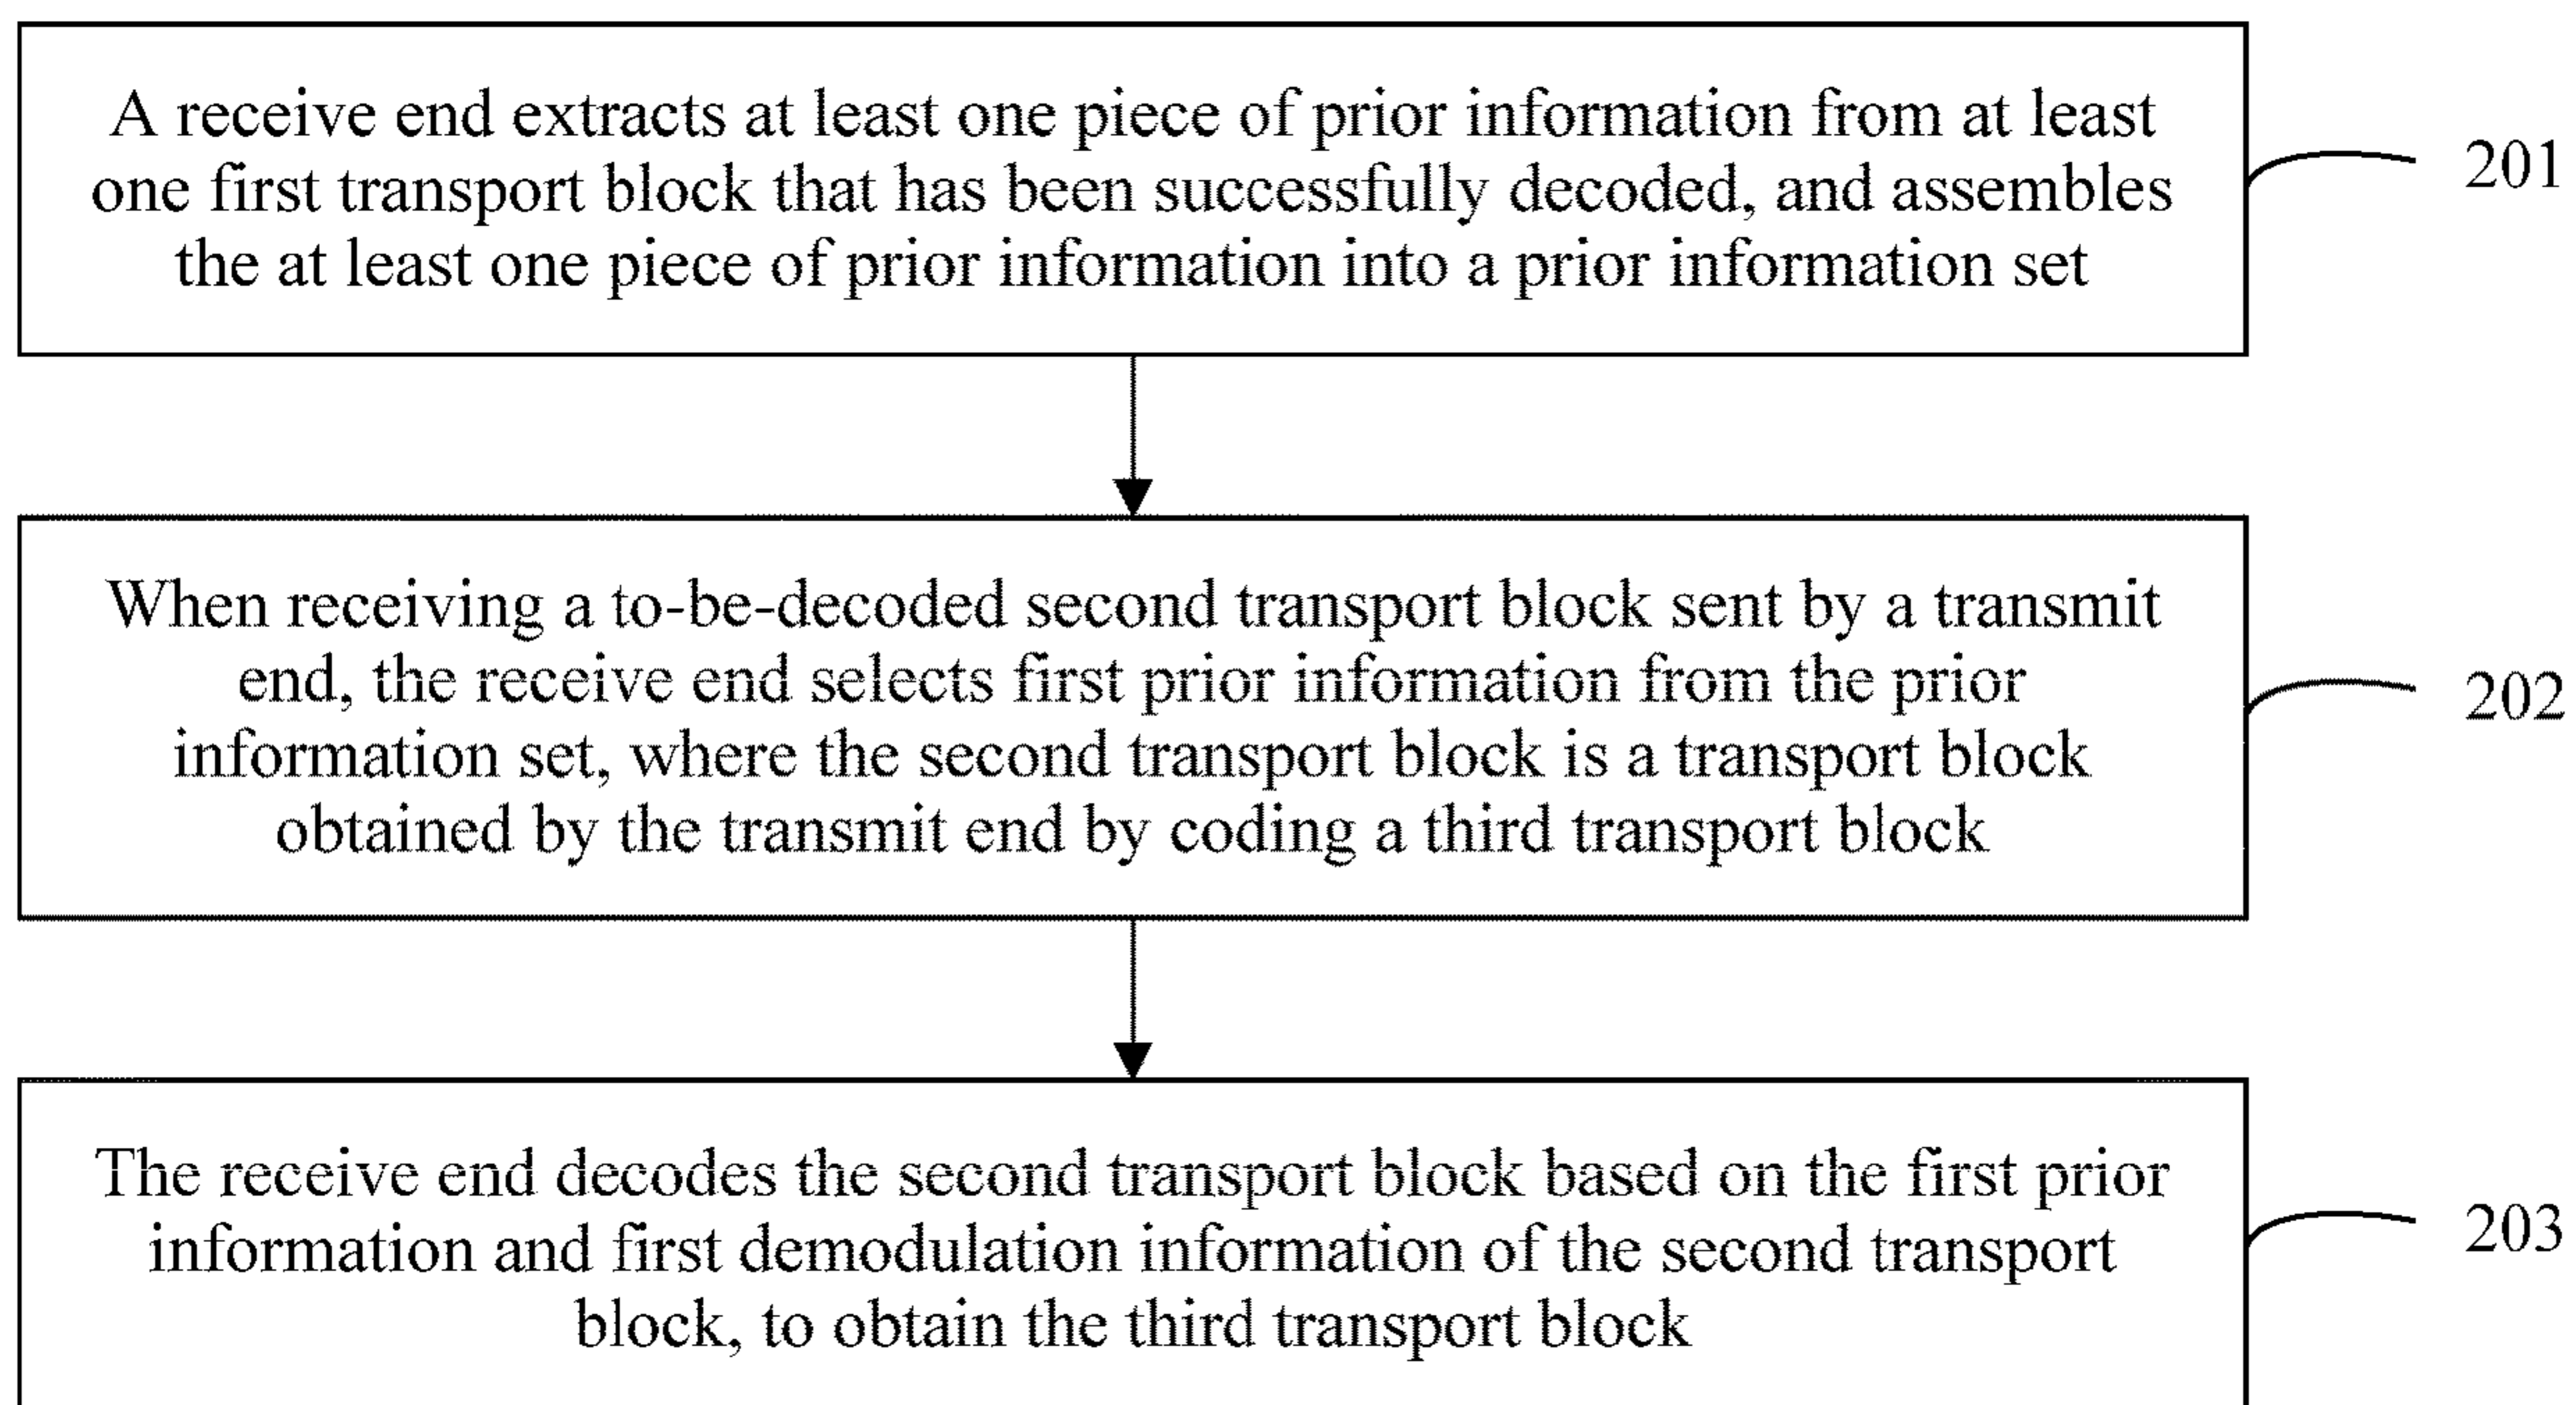 A receive end extracts at least one piece of prior information from at least
one first transport block that has been successfully decoded, and assembles
the at least one piece of prior information into a prior information set
201
When receiving a to-be-decoded second transport block sent by a transmit
end, the receive end selects first prior information from the prior
information set, where the second transport block is a transport block
obtained by the transmit end by coding a third transport block
202
The receive end decodes the second transport block based on the first prior
information and first demodulation information of the second transport
block, to obtain the third transport block
203